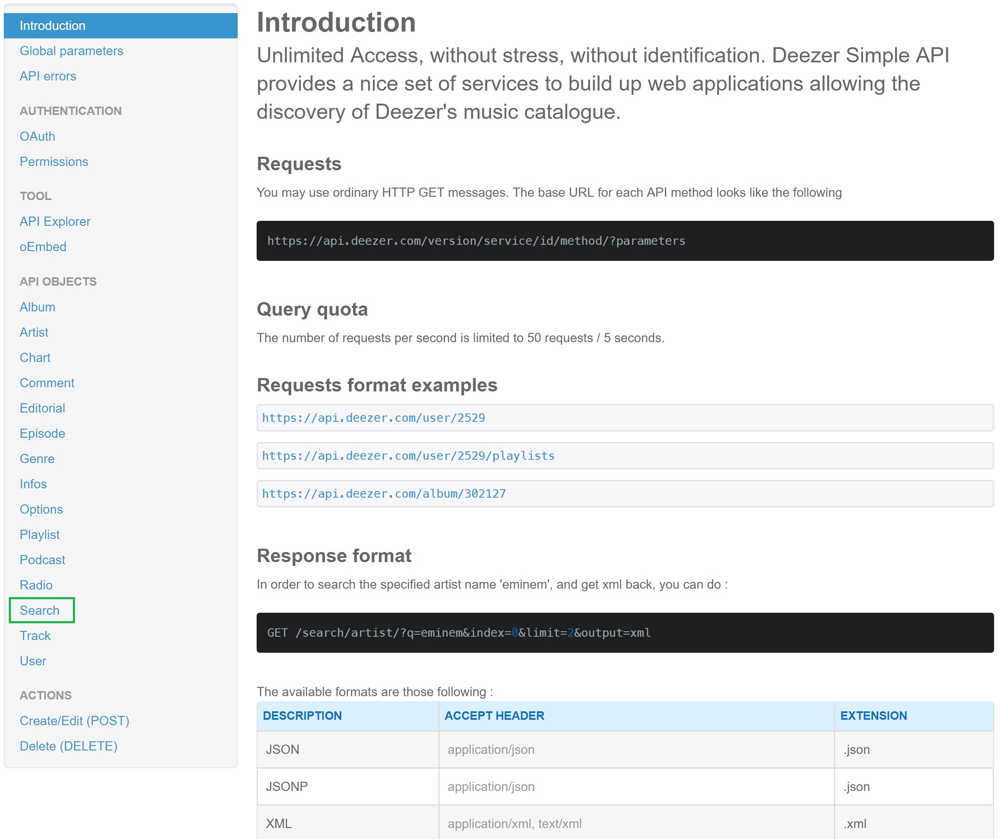 Introduction
Global parameters
API errors
AUTHENTICATION
OAuth
Permissions
TOOL
API Explorer
oEmbed
API OBJECTS
Album
Artist
Chart
Comment
Editorial
Episode
Genre
Infos
Options
Playlist
Podcast
Radio
Search
Track
User
ACTIONS
Create/Edit (POST)
Delete (DELETE)
Introduction
Unlimited Access, without stress, without identification. Deezer Simple API
provides a nice set of services to build up web applications allowing the
discovery of Deezer's music catalogue.
Requests
You may use ordinary HTTP GET messages. The base URL for each API method looks like the following
https://api.deezer.com/version/service/id/method/?parameters
Query quota
The number of requests per second is limited to 50 requests / 5 seconds.
Requests format examples
https://api.deezer.com/user/2529
https://api.deezer.com/user/2529/playlists
https://api.deezer.com/album/302127
Response format
In order to search the specified artist name 'eminem', and get xml back, you can do :
GET /search/artist/?q=eminem&index=0&limit=2&output=xml
The available formats are those following :
DESCRIPTION ACCEPT HEADER EXTENSION
JSON application/json .json
JSONP application/json .json
XML application/xml, text/xml .xml